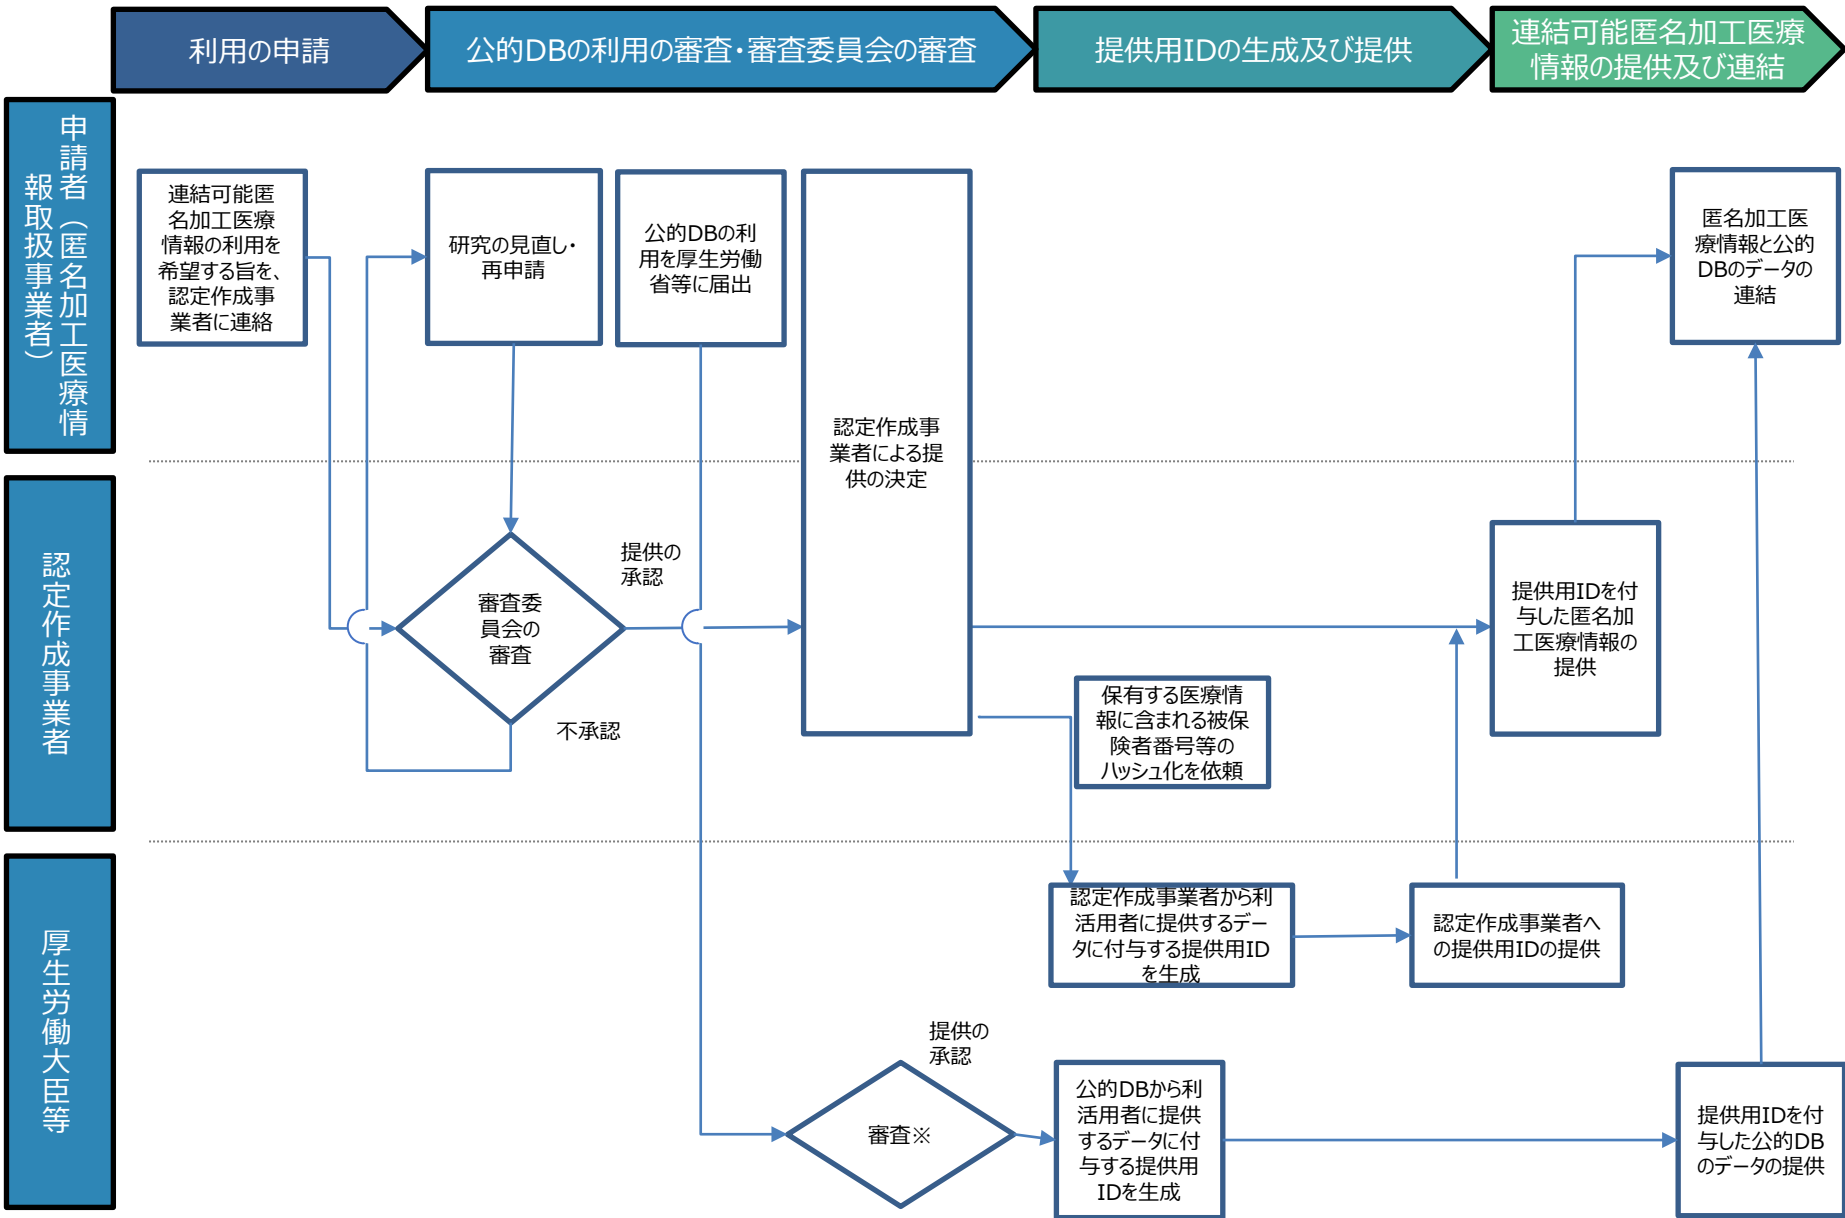 利用の申請
公的DBの利用の審査・審査委員会の審査
提供用IDの生成及び提供
連結可能匿名加工医療
情報の提供及び連結
申請者（匿名加工医療情
報取扱事業者）
連結可能匿
名加工医療
情報の利用を
希望する旨を、
認定作成事
業者に連絡
研究の見直し・
再申請
公的DBの利
用を厚生労働
省等に届出
認定作成事
業者による提
供の決定
匿名加工医
療情報と公的
DBのデータの
連結
認定作成事業者
審査委
員会の
審査
提供の
承認
不承認
保有する医療情
報に含まれる被保
険者番号等の
ハッシュ化を依頼
提供用IDを付
与した匿名加
工医療情報の
提供
厚生労働大臣等
認定作成事業者から利
活用者に提供するデー
タに付与する提供用ID
を生成
認定作成事業者へ
の提供用IDの提供
審査※
提供の
承認
公的DBから利
活用者に提供
するデータに付
与する提供用
IDを生成
提供用IDを付
与した公的DB
のデータの提供